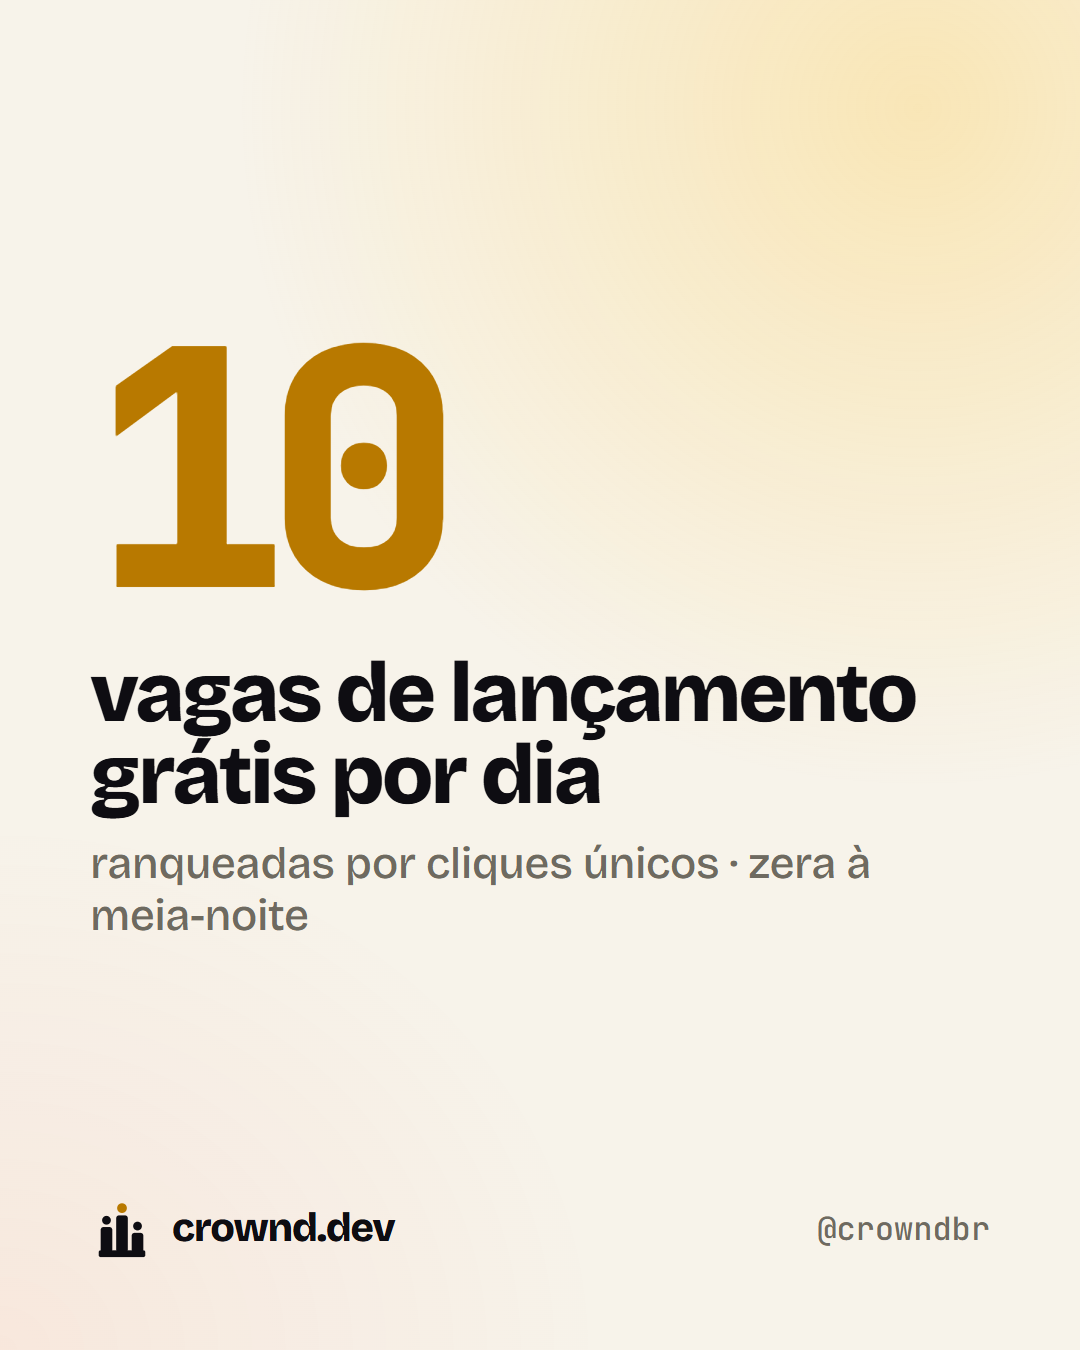 10
vagas de lançamento
grátis por dia
ranqueadas por cliques únicos · zera à
meia-noite
crownd.dev
@crowndbr